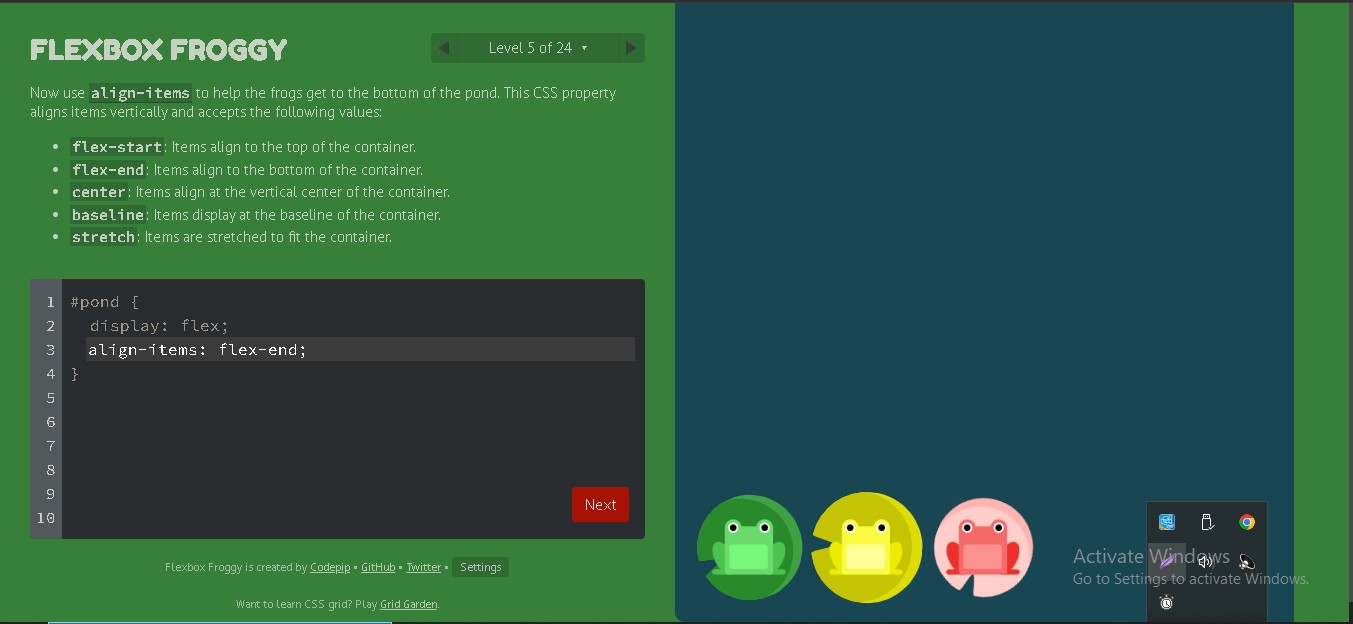 FLEXBOX FROGGY
Level 5 of 24
Now use align-items to help the frogs get to the bottom of the pond. This CSS property
aligns items vertically and accepts the following values:
flex-start: Items align to the top of the container.
flex-end: Items align to the bottom of the container.
center: Items align at the vertical center of the container.
baseline: Items display at the baseline of the container.
stretch: Items are stretched to fit the container.
1 #pond {
2 display: flex;
3 align-items: flex-end;
4 }
5
6
7
8
9
10
Next
Flexbox Froggy is created by Codepip • GitHub • Twitter • Settings
Want to learn CSS grid? Play Grid Garden.
Activate Windows
Go to Settings to activate Windows.